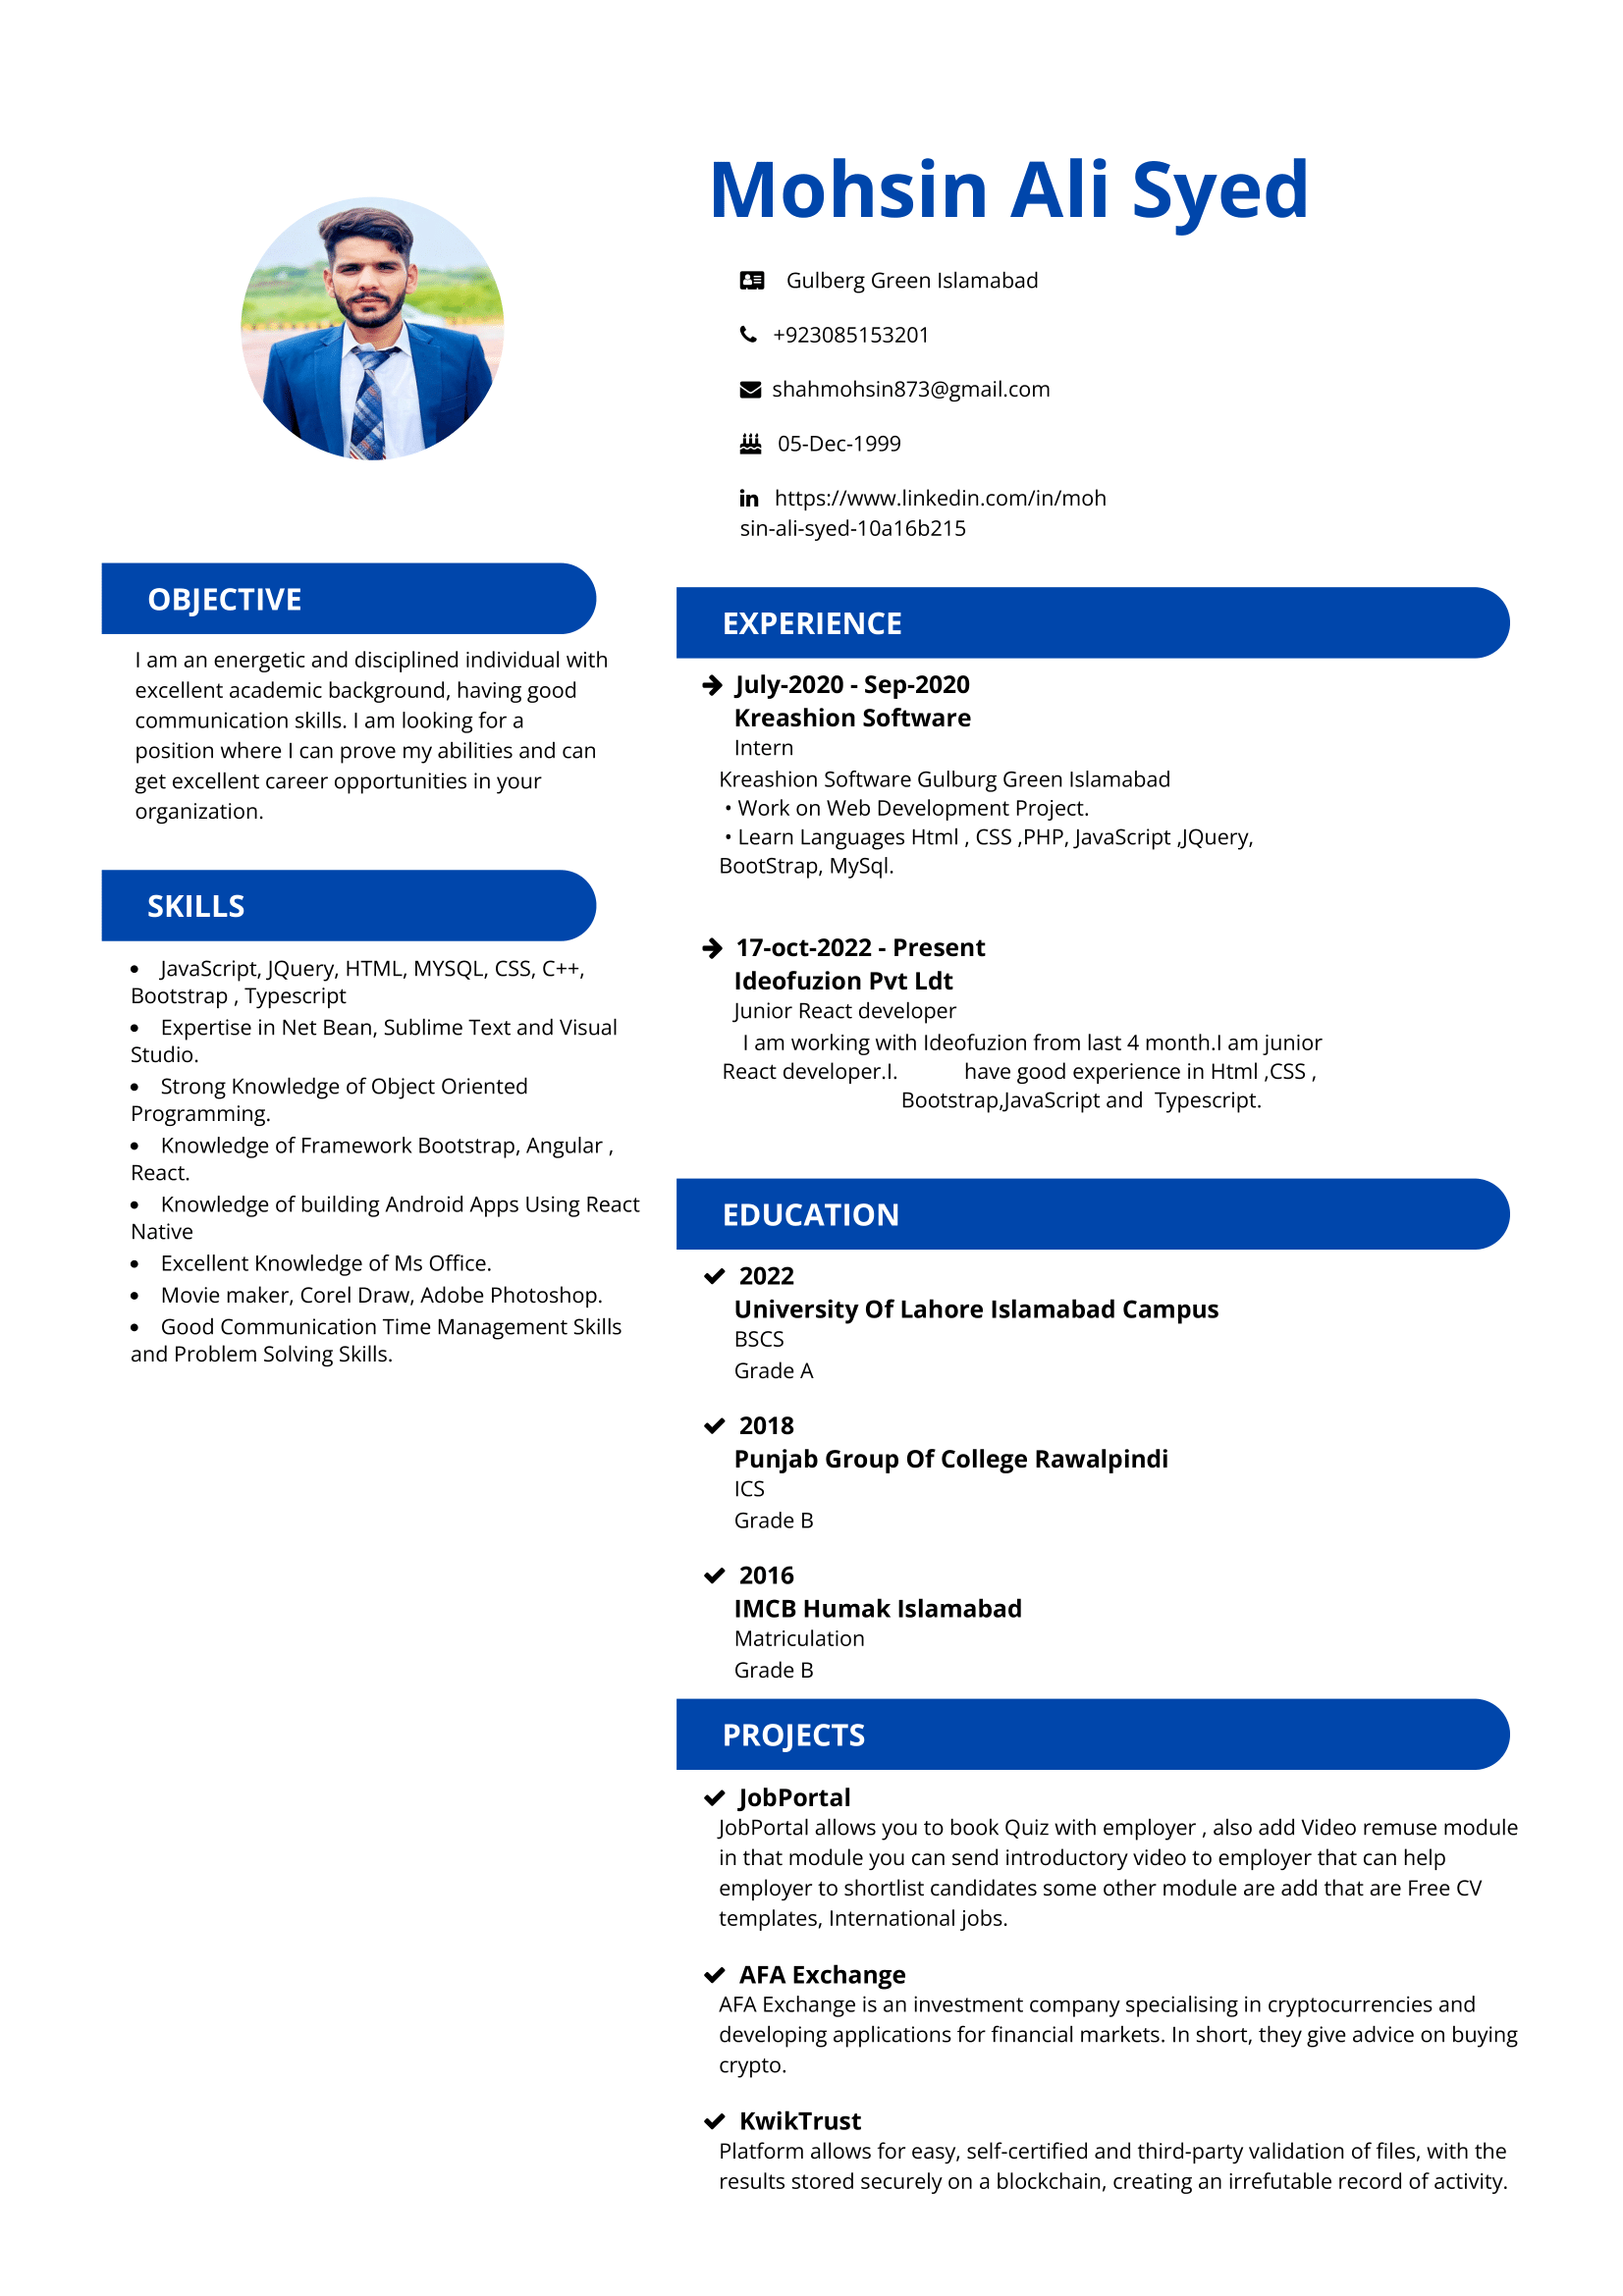 Mohsin Ali Syed
Gulberg Green Islamabad
+923085153201
shahmohsin873@gmail.com
05-Dec-1999
https://www.linkedin.com/in/moh
sin-ali-syed-10a16b215
OBJECTIVE
I am an energetic and disciplined individual with
excellent academic background, having good
communication skills. I am looking for a
position where I can prove my abilities and can
get excellent career opportunities in your
organization.
SKILLS
• JavaScript, JQuery, HTML, MYSQL, CSS, C++,
Bootstrap , Typescript
• Expertise in Net Bean, Sublime Text and Visual
Studio.
• Strong Knowledge of Object Oriented
Programming.
• Knowledge of Framework Bootstrap, Angular ,
React.
• Knowledge of building Android Apps Using React
Native
• Excellent Knowledge of Ms Office.
• Movie maker, Corel Draw, Adobe Photoshop.
• Good Communication Time Management Skills
and Problem Solving Skills.
EXPERIENCE
July-2020 - Sep-2020
Kreashion Software
Intern
Kreashion Software Gulburg Green Islamabad
• Work on Web Development Project.
• Learn Languages Html , CSS ,PHP, JavaScript ,JQuery,
BootStrap, MySql.
17-oct-2022 - Present
Ideofuzion Pvt Ldt
Junior React developer
I am working with Ideofuzion from last 4 month.I am junior
React developer.I. have good experience in Html ,CSS ,
Bootstrap,JavaScript and Typescript.
EDUCATION
2022
University Of Lahore Islamabad Campus
BSCS
Grade A
2018
Punjab Group Of College Rawalpindi
ICS
Grade B
2016
IMCB Humak Islamabad
Matriculation
Grade B
PROJECTS
JobPortal
JobPortal allows you to book Quiz with employer , also add Video remuse module
in that module you can send introductory video to employer that can help
employer to shortlist candidates some other module are add that are Free CV
templates, International jobs.
AFA Exchange
AFA Exchange is an investment company specialising in cryptocurrencies and
developing applications for financial markets. In short, they give advice on buying
crypto.
KwikTrust
Platform allows for easy, self-certified and third-party validation of files, with the
results stored securely on a blockchain, creating an irrefutable record of activity.